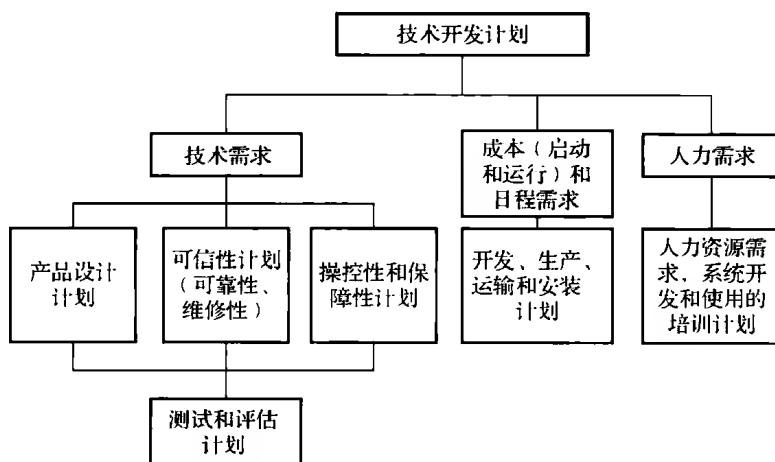 技术开发计划
技术需求
成本（启动
和运行）和
日程需求
人力需求
产品设计
计划
可信性计划
（可靠性、
维修性）
操控性和保
障性计划
开发、生产、
运输和安装
计划
人力资源需
求、系统开
发和使用的
培训计划
测试和评估
计划